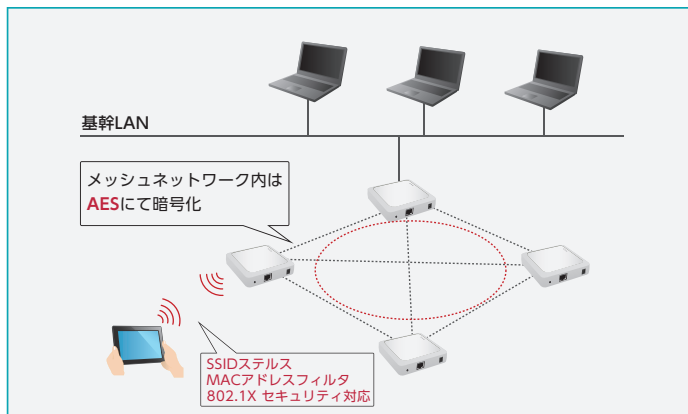 基幹LAN
メッシュネットワーク内は
AESにて暗号化
SSIDステルス
MACアドレスフィルタ
802.1X セキュリティ対応